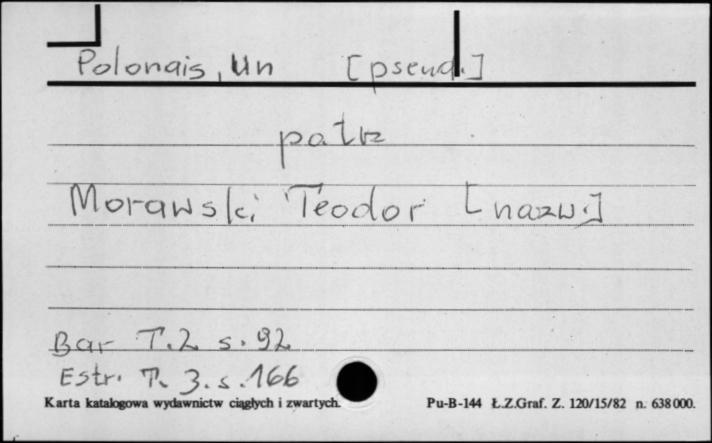 Polonais, Un [pseud.]
patrz
Morawski Teodor [nazw.]
Bar T.2 s.92
Estr. T. 3.s.166
Karta katalogowa wydawnictw ciągłych i zwartych. Pu-B-144 Ł.Z.Graf. Z. 120/15/82 n. 638000.